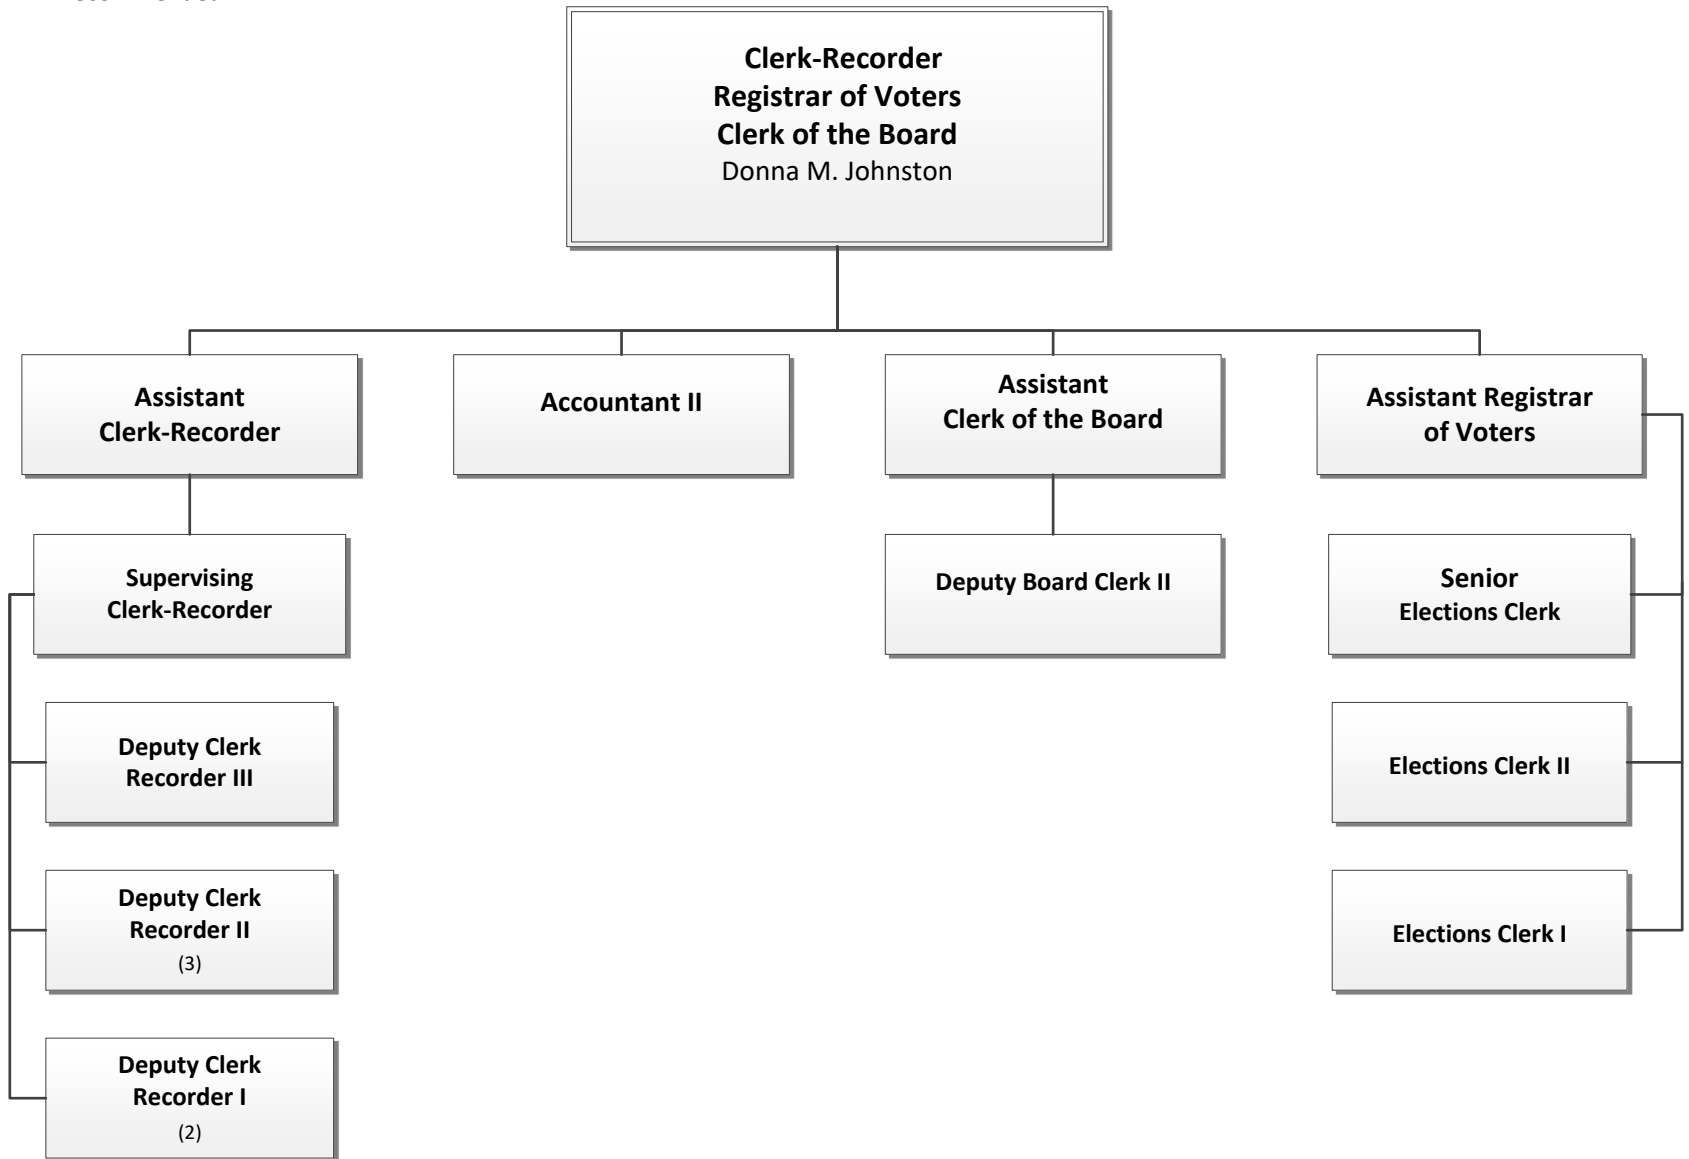 Clerk-Recorder
Registrar of Voters
Clerk of the Board
Donna M. Johnston
Assistant
Clerk-Recorder
Accountant II
Assistant
Clerk of the Board
Assistant Registrar
of Voters
Supervising
Clerk-Recorder
Deputy Board Clerk II
Senior
Elections Clerk
Deputy Clerk
Recorder III
Elections Clerk II
Deputy Clerk
Recorder II
(3)
Elections Clerk I
Deputy Clerk
Recorder I
(2)